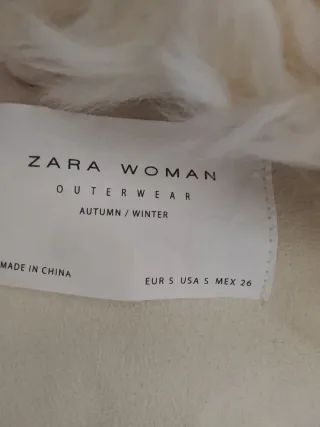 ZARA WOMAN
OUTERWEAR
AUTUMN / WINTER
MADE IN CHINA
EUR S USA S MEX 26